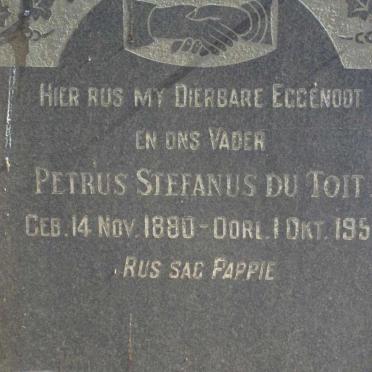 HIER RUS MY DIERBARE EGGENOOT
EN ONS VADER
PETRUS STEFANUS DU TOIT
GEB. 14 NOV. 1880 - OORL. 1 OKT. 195
RUS SAG PAPPIE